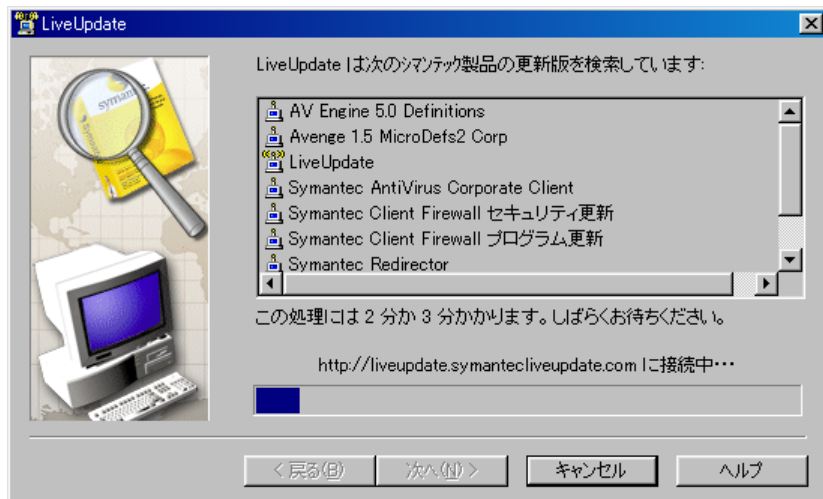 LiveUpdate
LiveUpdate は次のシマンテック製品の更新版を検索しています:
symantec
AV Engine 5.0 Definitions
Avenge 1.5 MicroDefs2 Corp
LiveUpdate
Symantec AntiVirus Corporate Client
Symantec Client Firewall セキュリティ更新
Symantec Client Firewall プログラム更新
Symantec Redirector
この処理には 2 分か 3 分かかります。しばらくお待ちください。
http://liveupdate.symantecliveupdate.com に接続中・・・
< 戻る(B)
次へ(N) >
キャンセル
ヘルプ